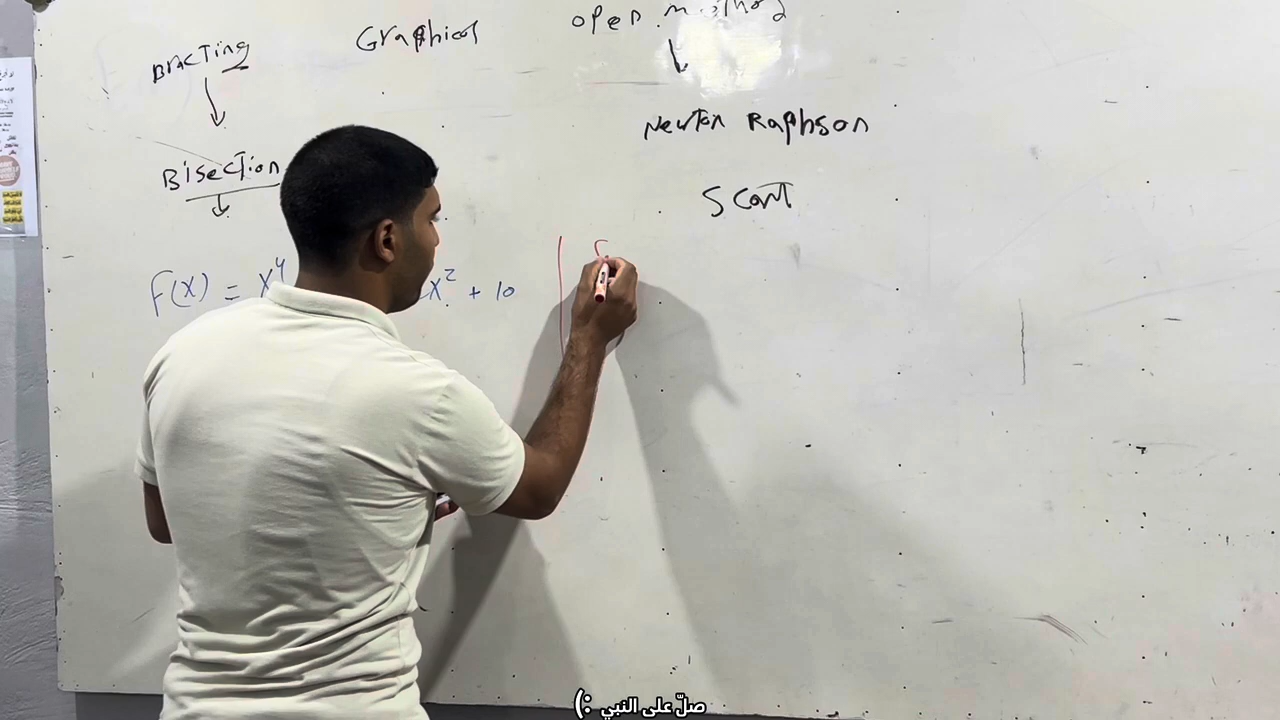 Bracting
Graphical
open method
Bisection
Newton Raphson
Scant
f(x) = x⁴ x² + 10
صلِّ على النبي :)